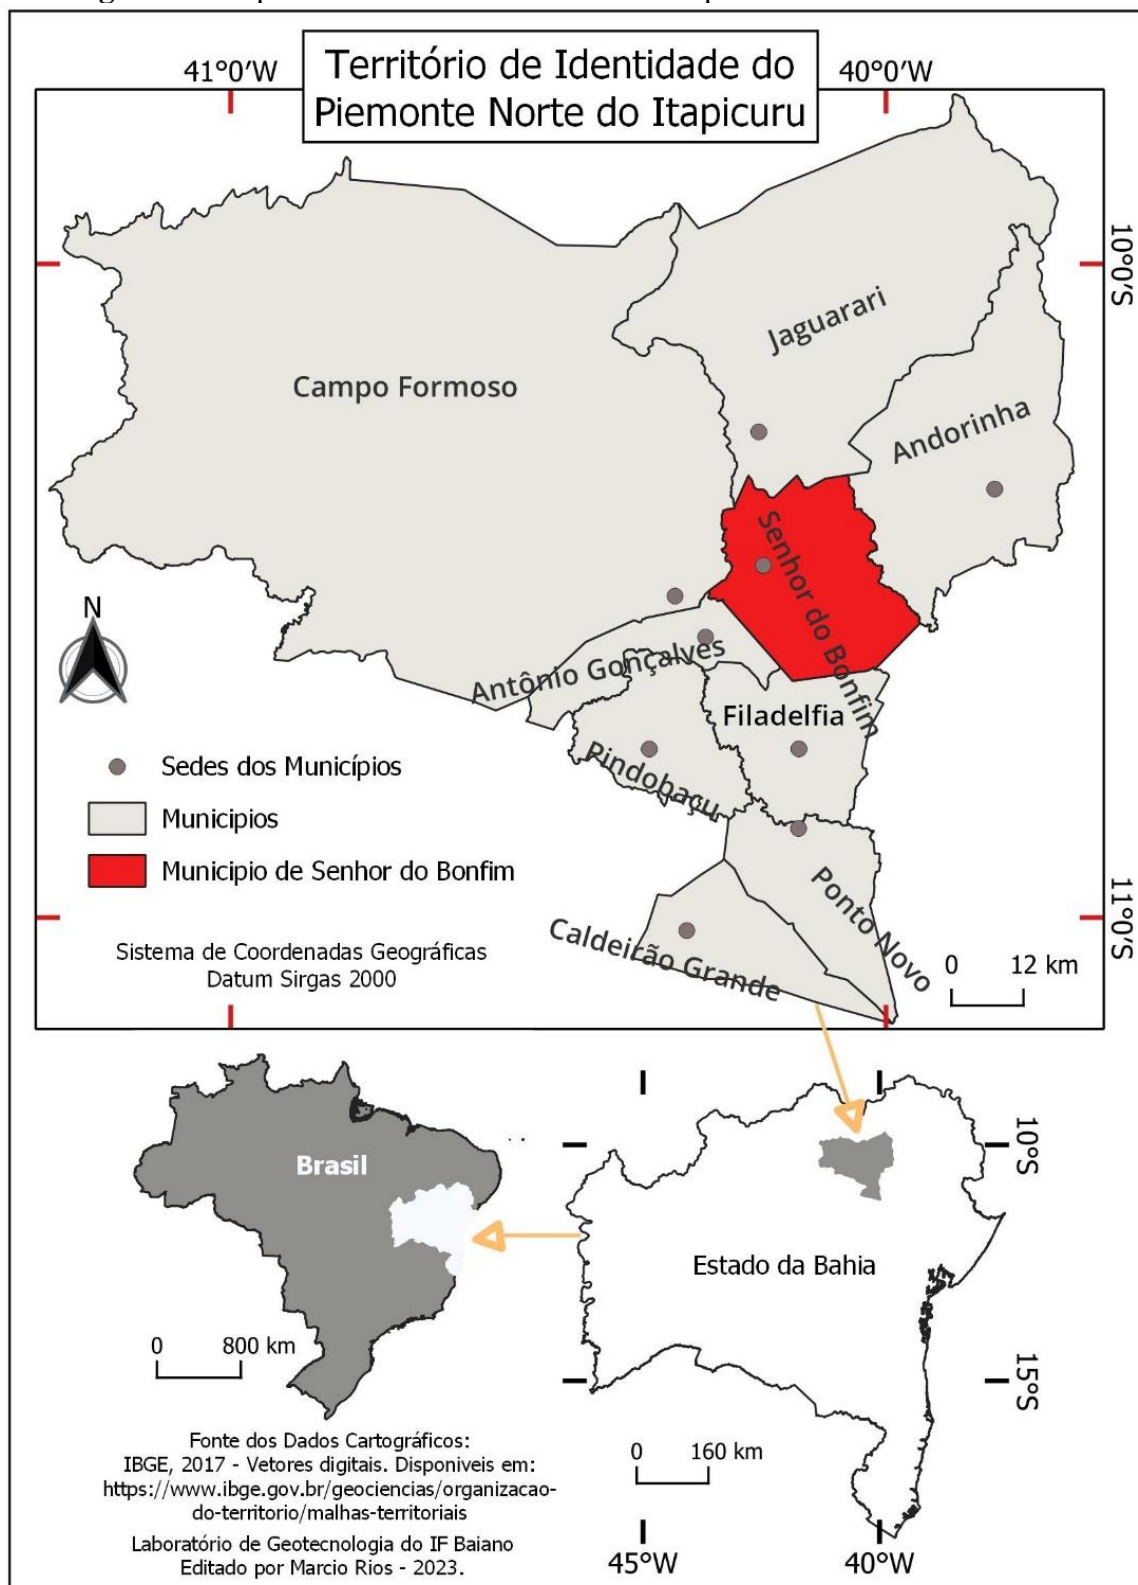 Território de Identidade do
Piemonte Norte do Itapicuru
41°0'W
40°0'W
10°0'S
Jaguarari
Campo Formoso
Andorinha
Senhor do Bonfim
N
Antônio Gonçalves
Filadelfia
Pindobaçu
Sedes dos Municípios
Municipios
Municipio de Senhor do Bonfim
Ponto Novo
11°0'S
Caldeirão Grande
Sistema de Coordenadas Geográficas
Datum Sirgas 2000
0 12 km
Brasil
10°S
Estado da Bahia
0 800 km
15°S
0 160 km
45°W
40°W
Fonte dos Dados Cartográficos:
IBGE, 2017 - Vetores digitais. Disponiveis em:
https://www.ibge.gov.br/geociencias/organizacao-
do-territorio/malhas-territoriais
Laboratório de Geotecnologia do IF Baiano
Editado por Marcio Rios - 2023.